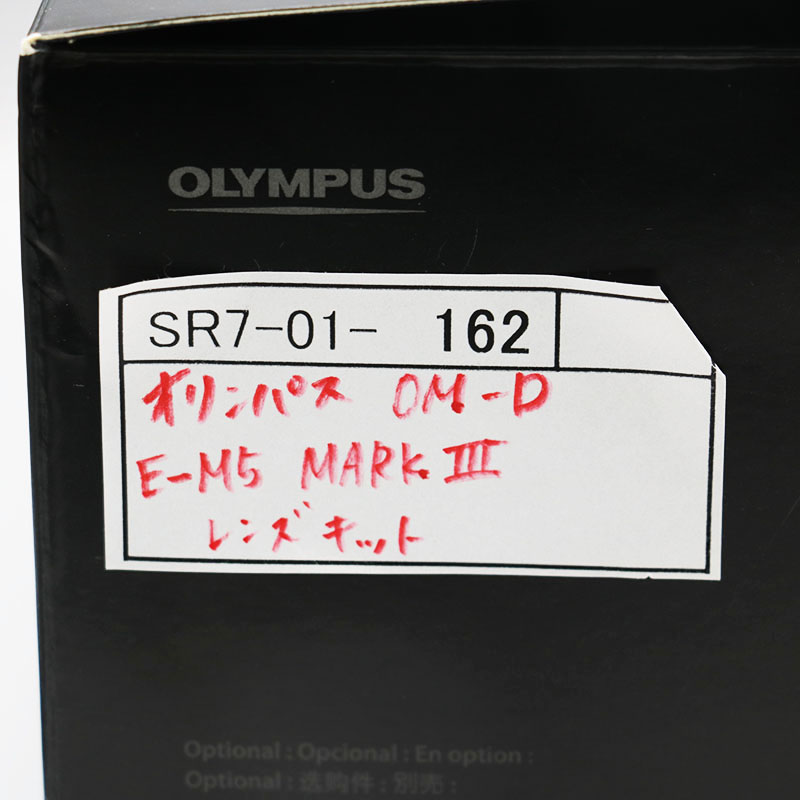 OLYMPUS
SR7-01- 162
オリンパス OM-D
E-M5 MARK III
レンズキット
Optional : Opcional : En option :
Optional : 选购件 : 別売 :